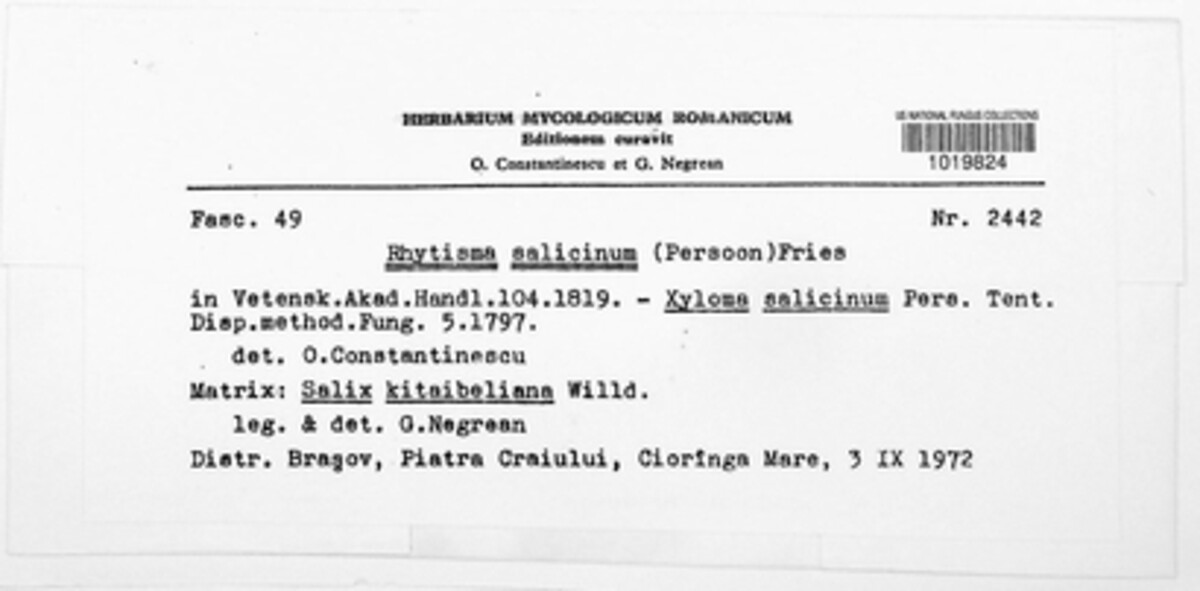 HERBARIUM MYCOLOGICUM ROMANICUM
Editionem curavit
O. Constantinescu et G. Negrean
US NATIONAL FUNGUS COLLECTIONS
1019824
Fasc. 49 Nr. 2442
Rhytisma salicinum (Persoon)Fries
in Vetensk.Akad.Handl.104.1819. - Xyloma salicinum Pers. Tent.
Disp.method.Fung. 5.1797.
det. O.Constantinescu
Matrix: Salix kitaibeliana Willd.
leg. & det. G.Negrean
Distr. Braşov, Piatra Craiului, Ciorînga Mare, 3 IX 1972